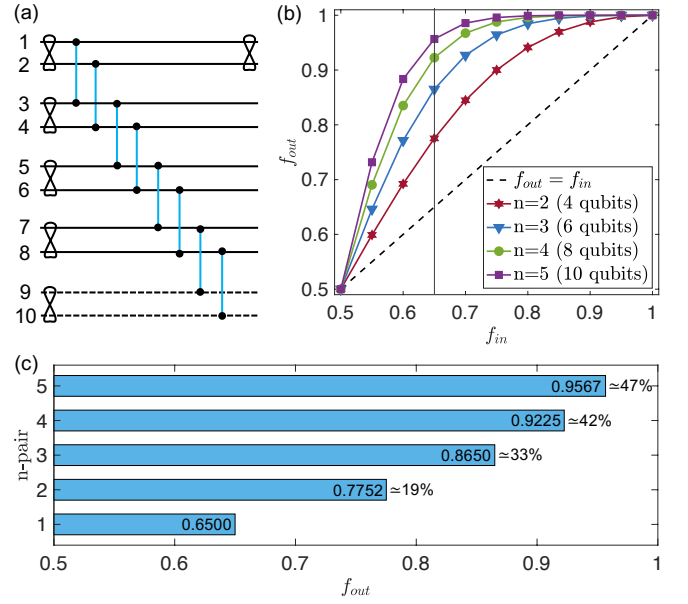 (a)
1
2
3
4
5
6
7
8
9
10
(b)
1
0.9
0.8
0.7
0.6
0.5
f_out
0.5 0.6 0.7 0.8 0.9 1
f_in
f_out = f_in
n=2 (4 qubits)
n=3 (6 qubits)
n=4 (8 qubits)
n=5 (10 qubits)
(c)
n-pair
5 0.9567 ≃47%
4 0.9225 ≃42%
3 0.8650 ≃33%
2 0.7752 ≃19%
1 0.6500
0.5 0.6 0.7 0.8 0.9 1
f_out